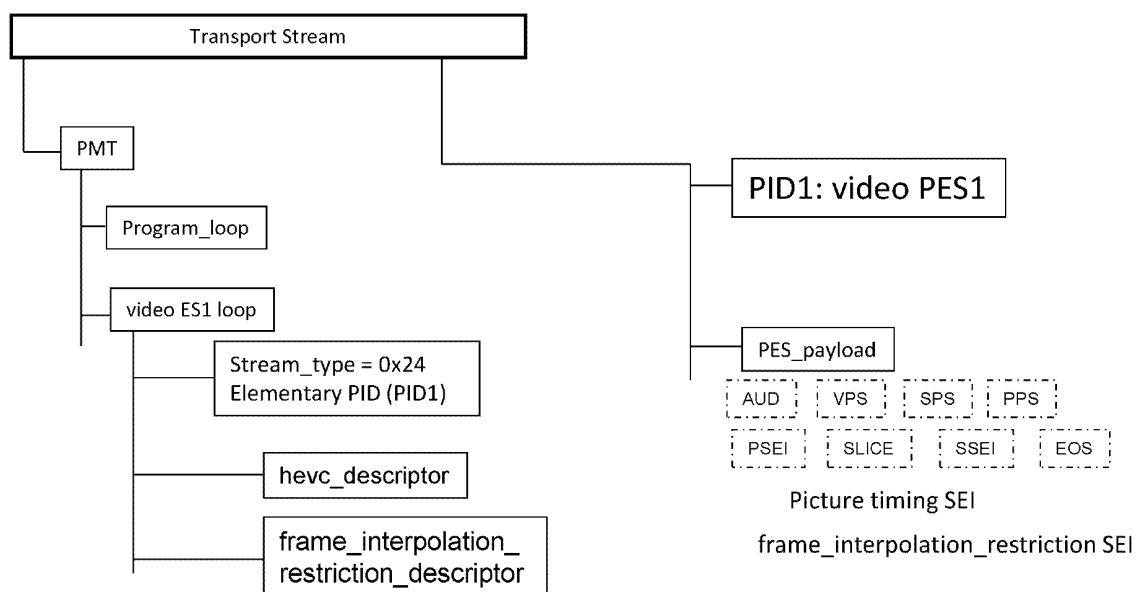 Transport Stream
PMT
Program_loop
video ES1 loop
Stream_type = 0x24
Elementary PID (PID1)
hevc_descriptor
frame_interpolation_
restriction_descriptor
PID1: video PES1
PES_payload
AUD VPS SPS PPS
PSEI SLICE SSEI EOS
Picture timing SEI
frame_interpolation_restriction SEI